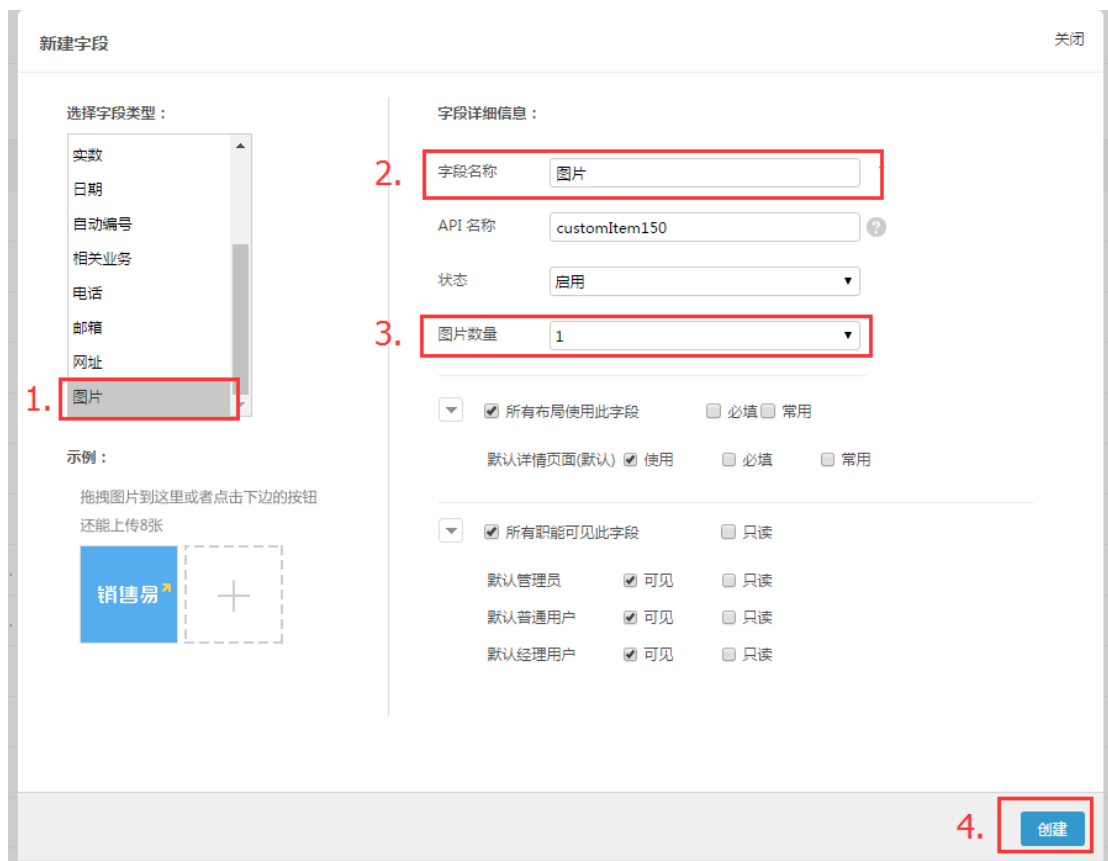 新建字段
关闭
选择字段类型：
实数
日期
自动编号
相关业务
电话
邮箱
网址
1. 图片
示例：
拖拽图片到这里或者点击下边的按钮
还能上传8张
销售易
字段详细信息：
2. 字段名称 图片
API 名称 customItem150
状态 启用
3. 图片数量 1
所有布局使用此字段 必填 常用
默认详情页面(默认) 使用 必填 常用
所有职能可见此字段 只读
默认管理员 可见 只读
默认普通用户 可见 只读
默认经理用户 可见 只读
4. 创建